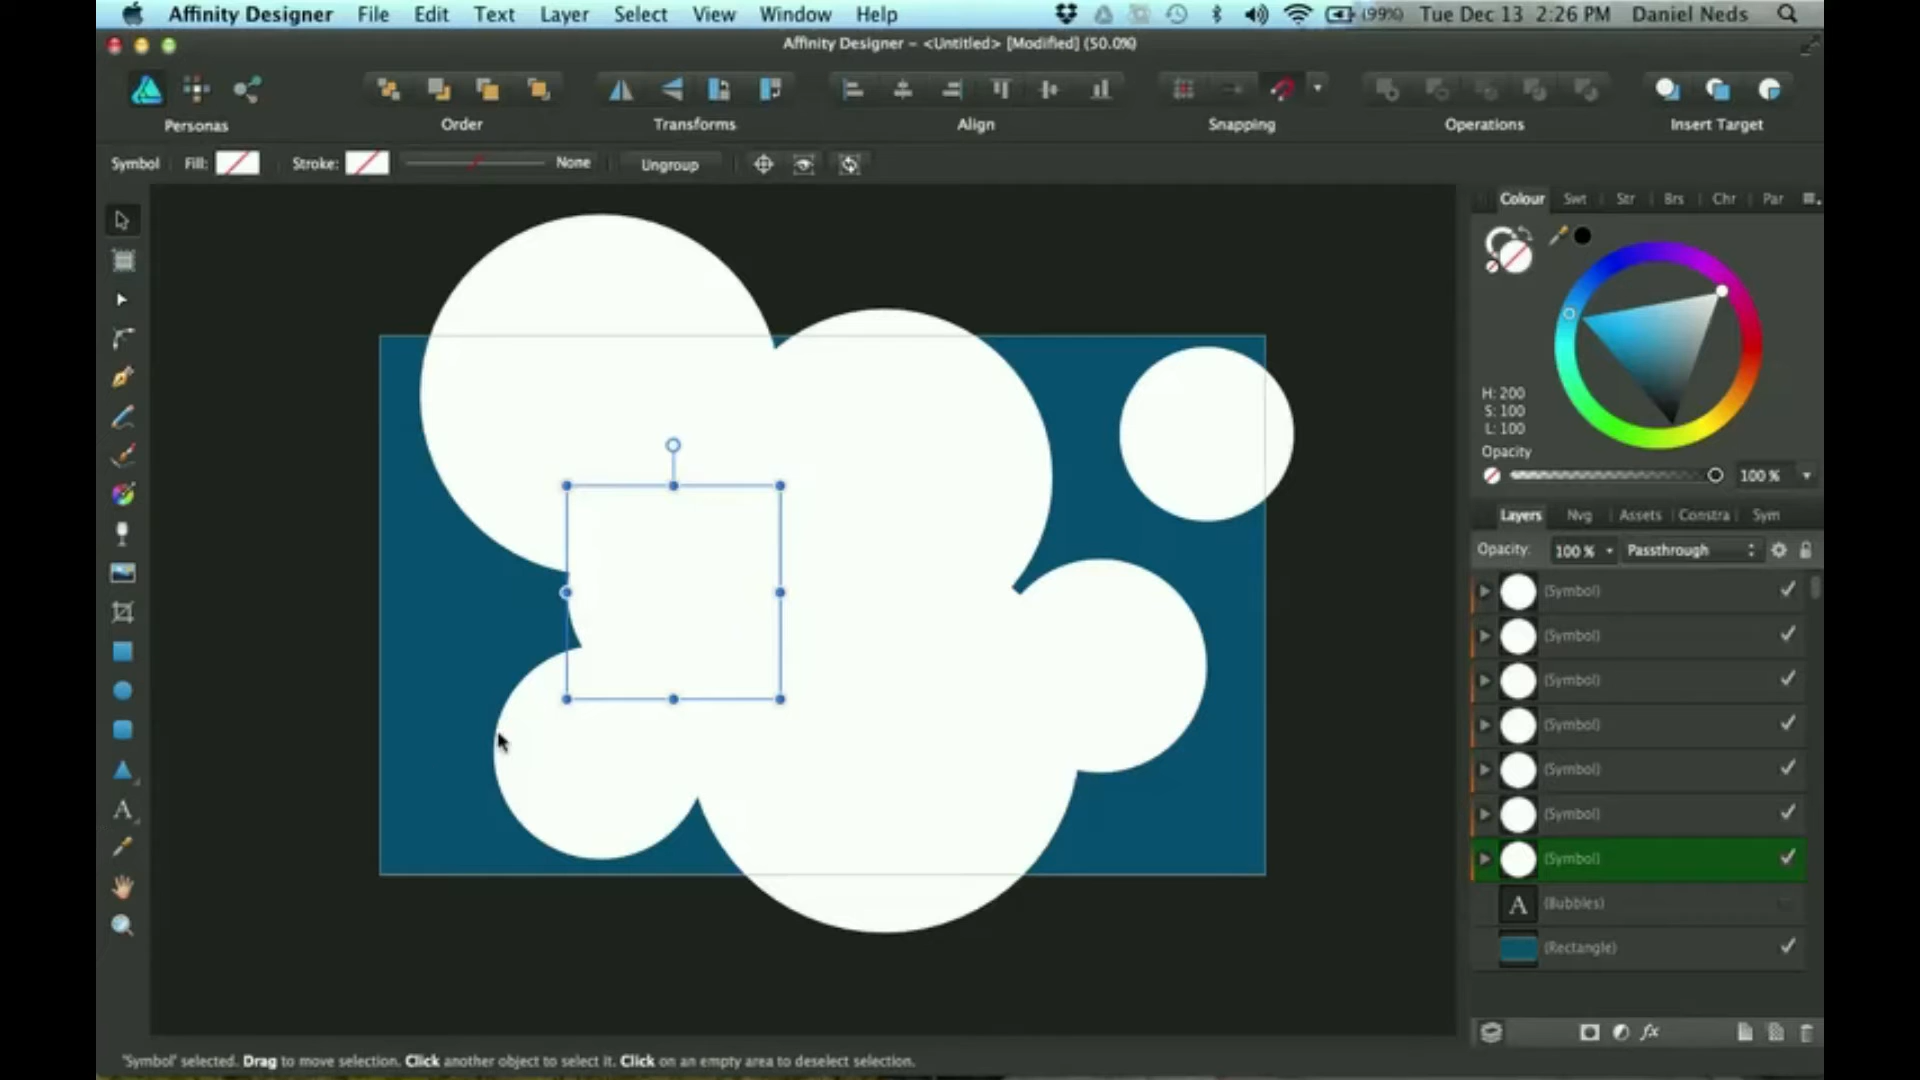 Affinity Designer File Edit Text Layer Select View Window Help (99%) Tue Dec 13 2:26 PM Daniel Neds
Affinity Designer – <Untitled> [Modified] (50.0%)
Personas Order Transforms Align Snapping Operations Insert Target
Symbol Fill: Stroke: None Ungroup
Colour Swt Str Brs Chr Par
H: 200
S: 100
L: 100
Opacity
100 %
Layers Nvg Assets Constra Sym
Opacity: 100 % Passthrough
(Symbol)
(Symbol)
(Symbol)
(Symbol)
(Symbol)
(Symbol)
(Symbol)
A (Bubbles)
(Rectangle)
fx
A
'Symbol' selected. Drag to move selection. Click another object to select it. Click on an empty area to deselect selection.